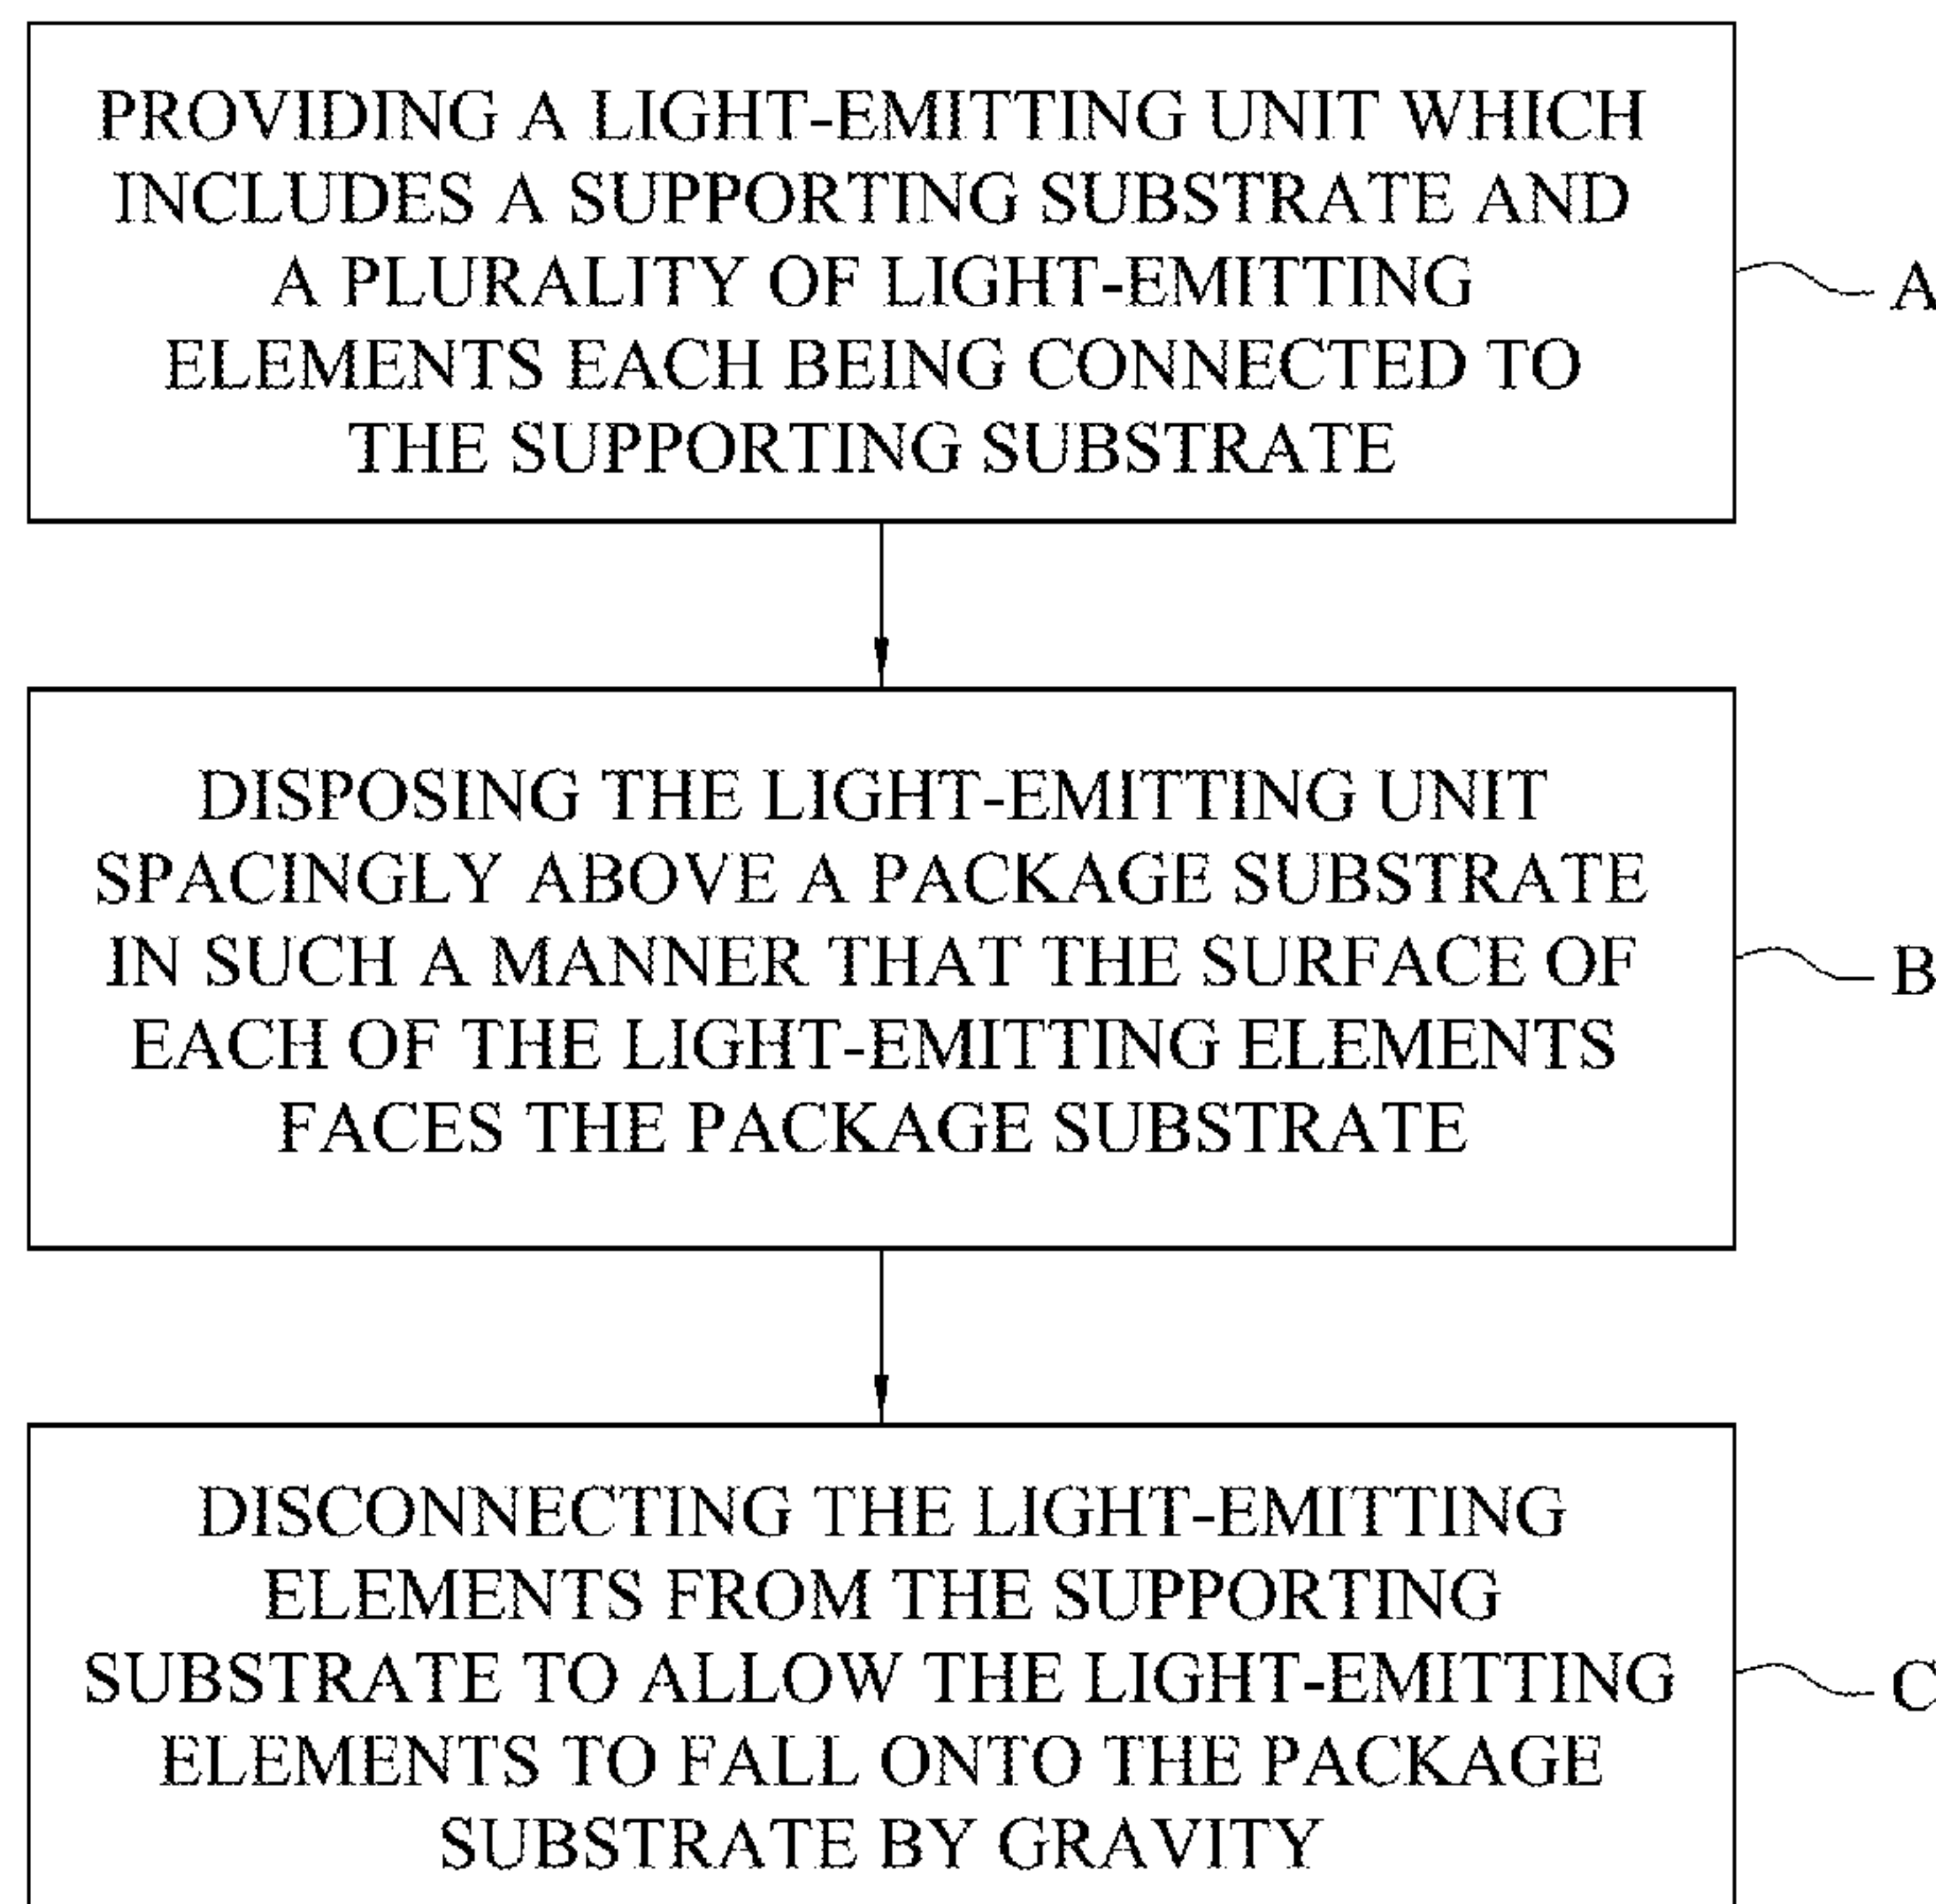 PROVIDING A LIGHT-EMITTING UNIT WHICH
INCLUDES A SUPPORTING SUBSTRATE AND
A PLURALITY OF LIGHT-EMITTING
ELEMENTS EACH BEING CONNECTED TO
THE SUPPORTING SUBSTRATE
A
DISPOSING THE LIGHT-EMITTING UNIT
SPACINGLY ABOVE A PACKAGE SUBSTRATE
IN SUCH A MANNER THAT THE SURFACE OF
EACH OF THE LIGHT-EMITTING ELEMENTS
FACES THE PACKAGE SUBSTRATE
B
DISCONNECTING THE LIGHT-EMITTING
ELEMENTS FROM THE SUPPORTING
SUBSTRATE TO ALLOW THE LIGHT-EMITTING
ELEMENTS TO FALL ONTO THE PACKAGE
SUBSTRATE BY GRAVITY
C